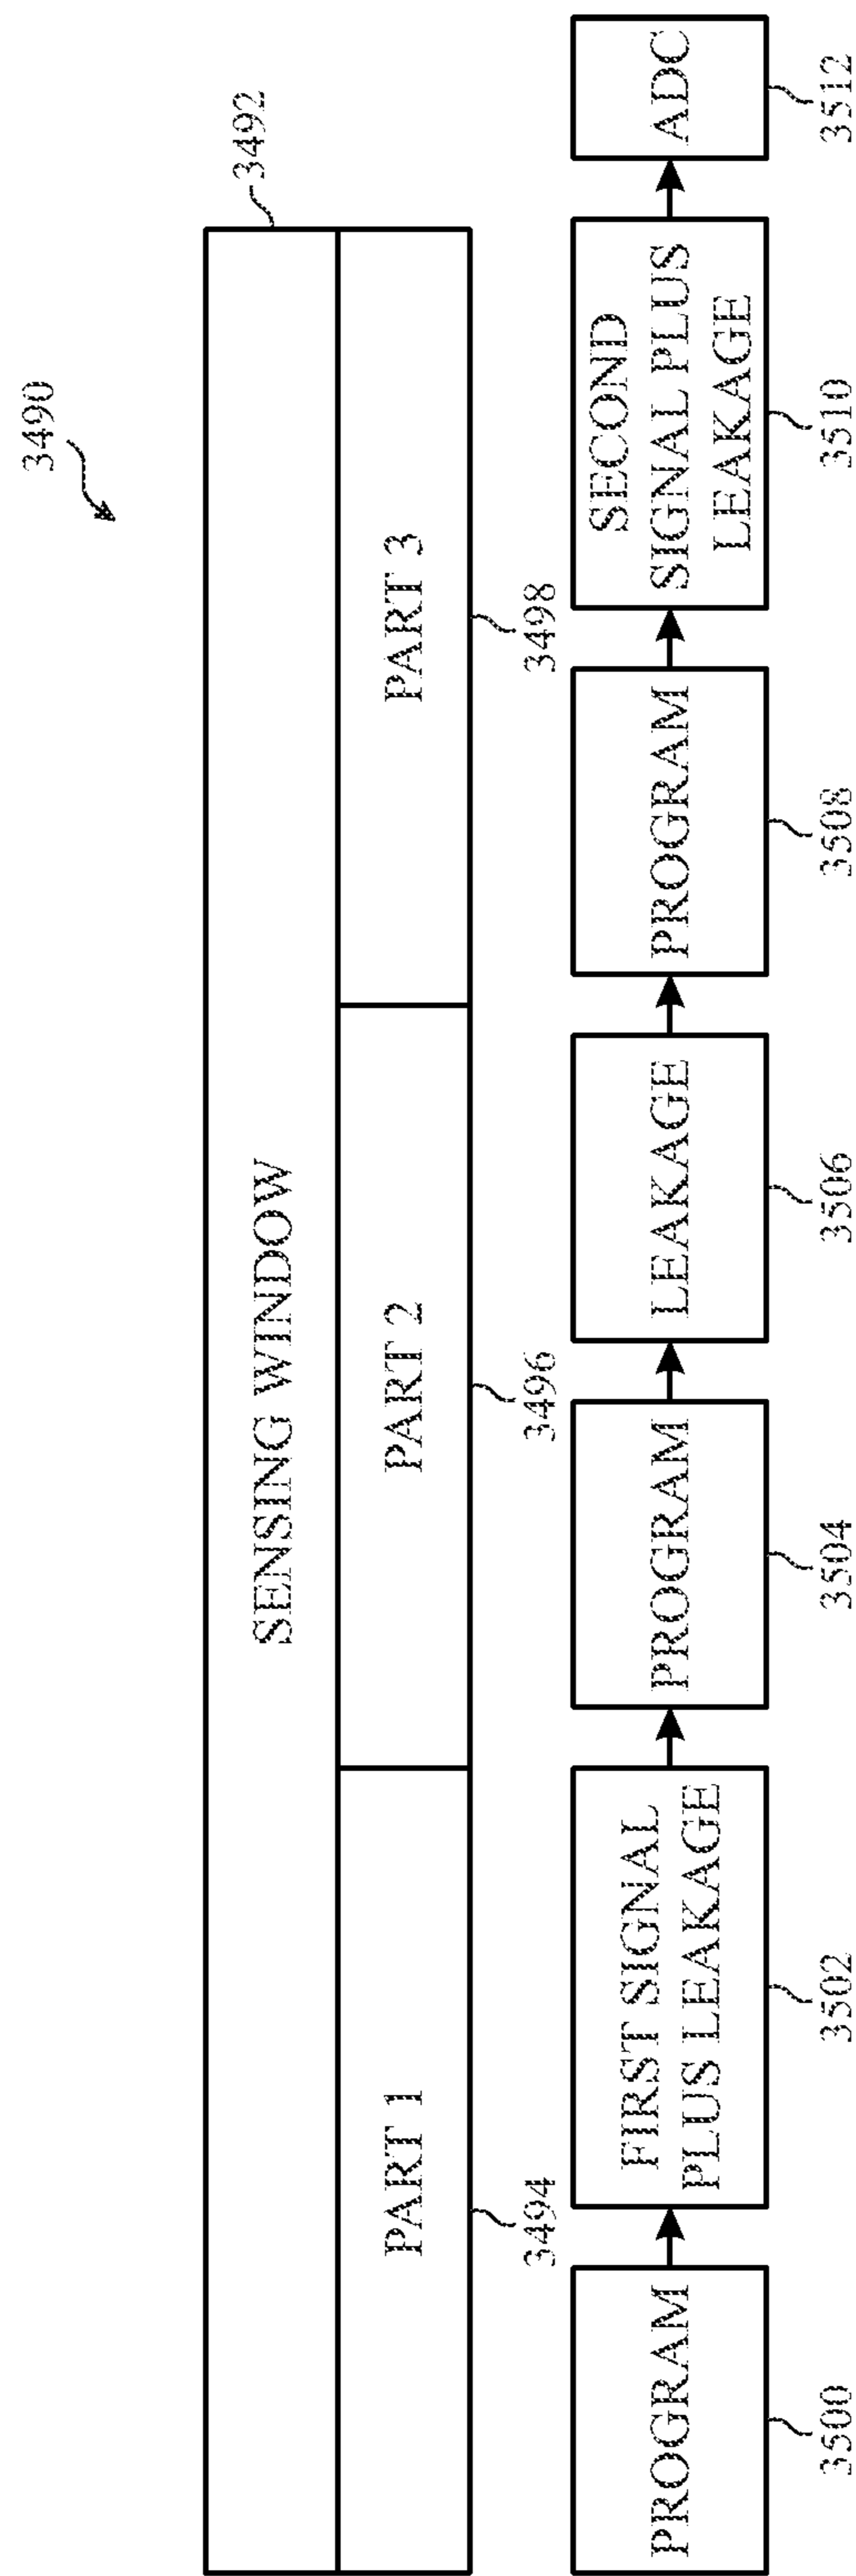 3490
3492
SENSING WINDOW
PART 1
PART 2
PART 3
3494
3496
3498
PROGRAM
FIRST SIGNAL
PLUS LEAKAGE
PROGRAM
LEAKAGE
PROGRAM
SECOND
SIGNAL PLUS
LEAKAGE
ADC
3500
3502
3504
3506
3508
3510
3512